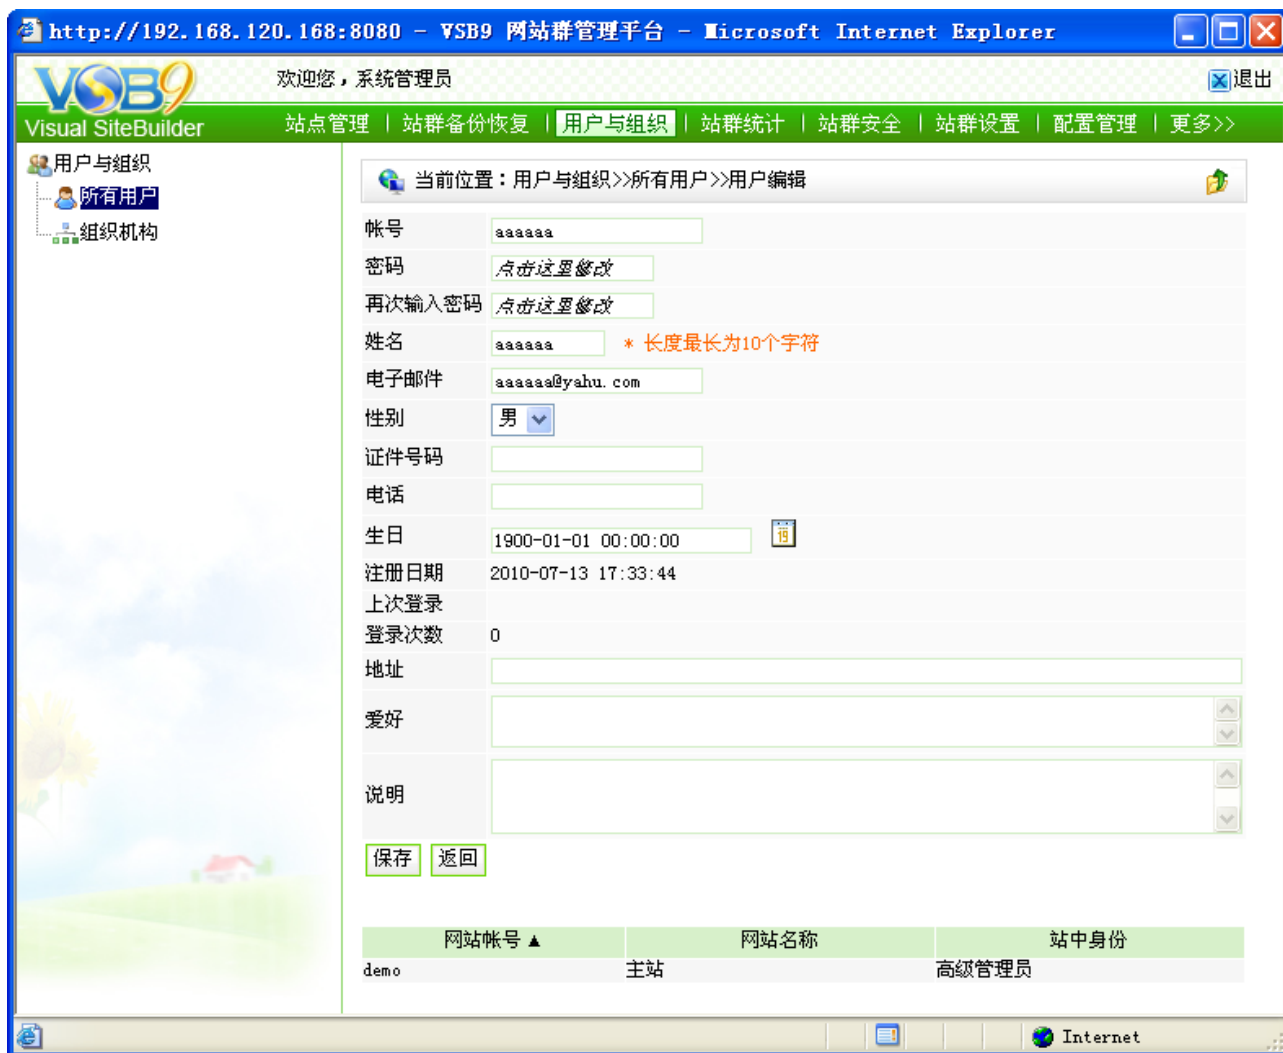 http://192.168.120.168:8080 - VSB9 网站群管理平台 - Microsoft Internet Explorer
VSB9
Visual SiteBuilder
欢迎您，系统管理员
退出
站点管理 | 站群备份恢复 | 用户与组织 | 站群统计 | 站群安全 | 站群设置 | 配置管理 | 更多>>
用户与组织
所有用户
组织机构
当前位置：用户与组织>>所有用户>>用户编辑
帐号 aaaaaa
密码 点击这里修改
再次输入密码 点击这里修改
姓名 aaaaaa * 长度最长为10个字符
电子邮件 aaaaaa@yahu.com
性别 男
证件号码
电话
生日 1900-01-01 00:00:00 19
注册日期 2010-07-13 17:33:44
上次登录
登录次数 0
地址
爱好
说明
保存 返回
网站帐号▲ 网站名称 站中身份
demo 主站 高级管理员
Internet